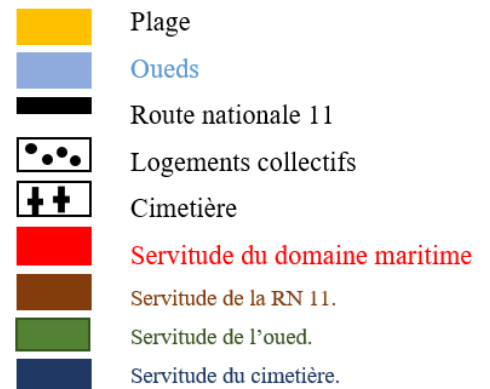 Plage
Oueds
Route nationale 11
Logements collectifs
Cimetière
Servitude du domaine maritime
Servitude de la RN 11.
Servitude de l’oued.
Servitude du cimetière.